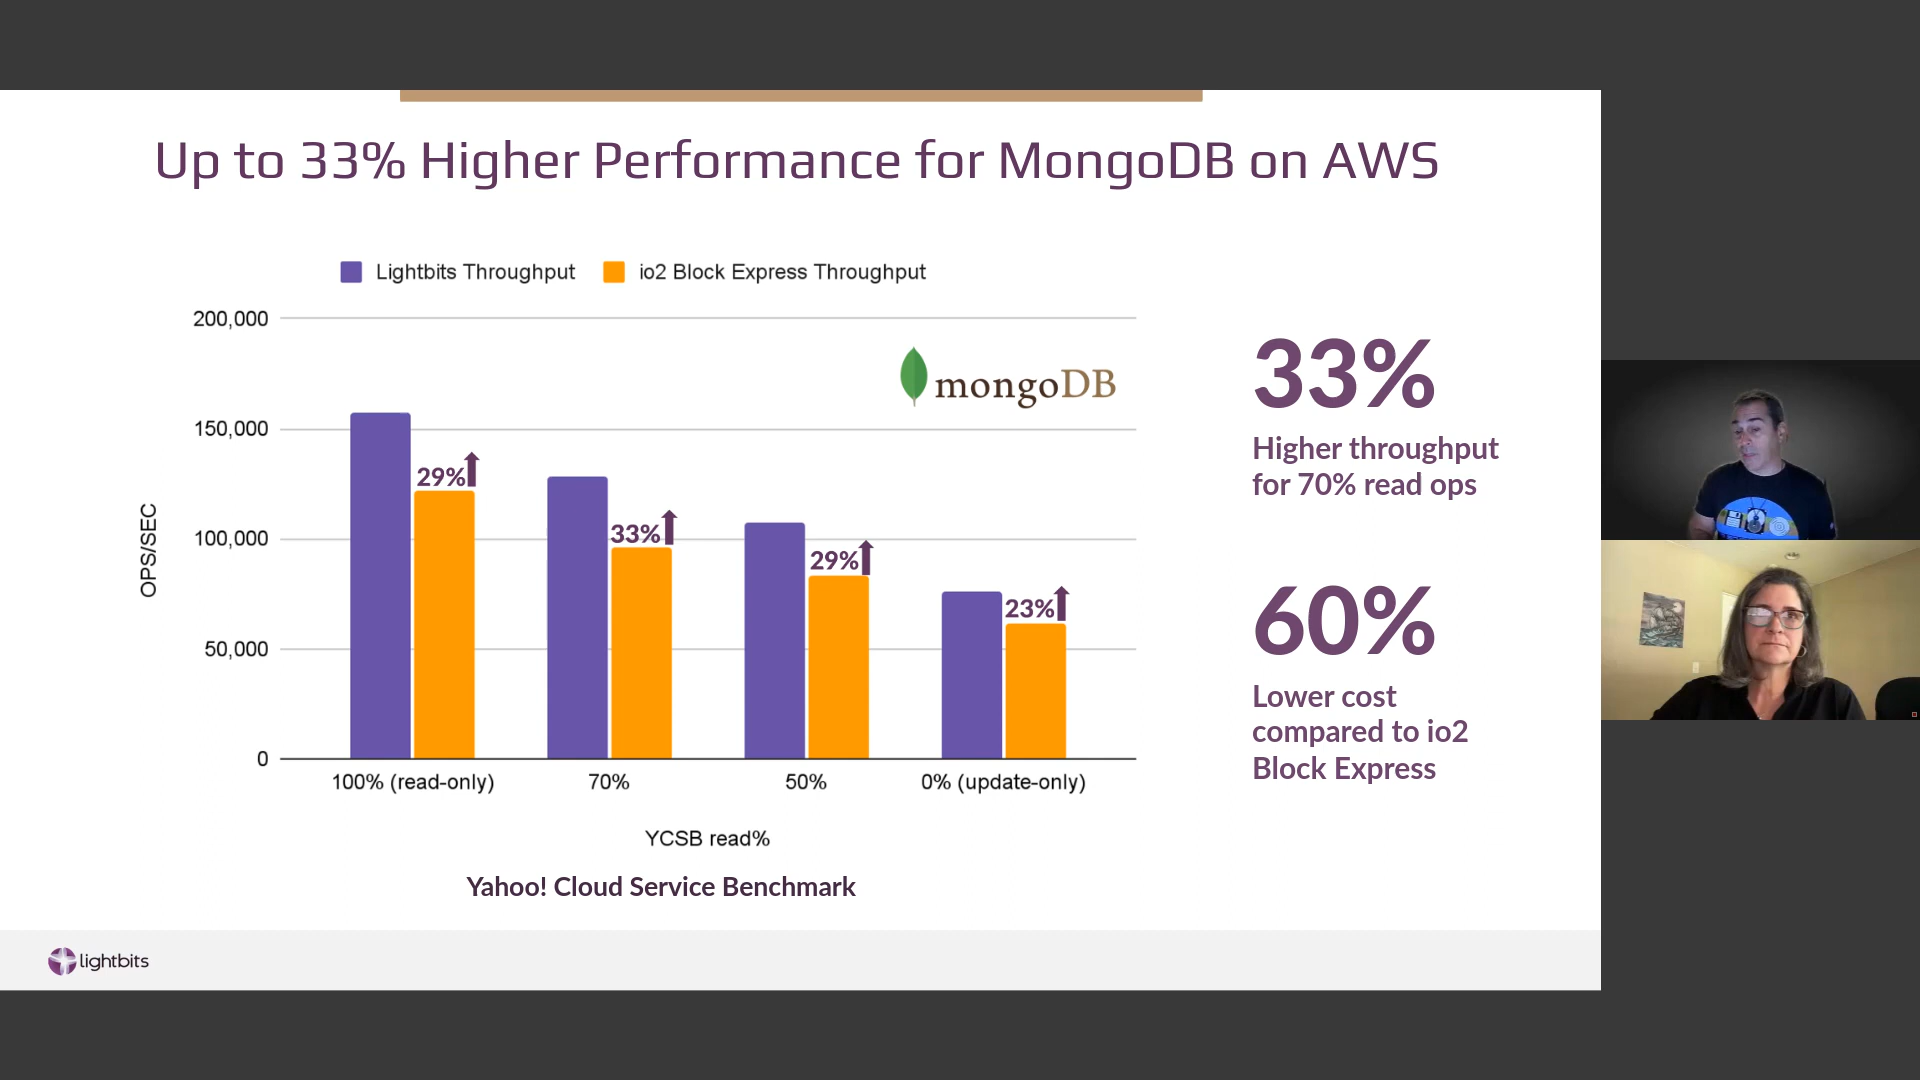 Up to 33% Higher Performance for MongoDB on AWS
Lightbits Throughput
io2 Block Express Throughput
200,000
150,000
100,000
50,000
0
OPS/SEC
mongoDB
29%
33%
29%
23%
100% (read-only)
70%
50%
0% (update-only)
YCSB read%
Yahoo! Cloud Service Benchmark
33%
Higher throughput
for 70% read ops
60%
Lower cost
compared to io2
Block Express
lightbits